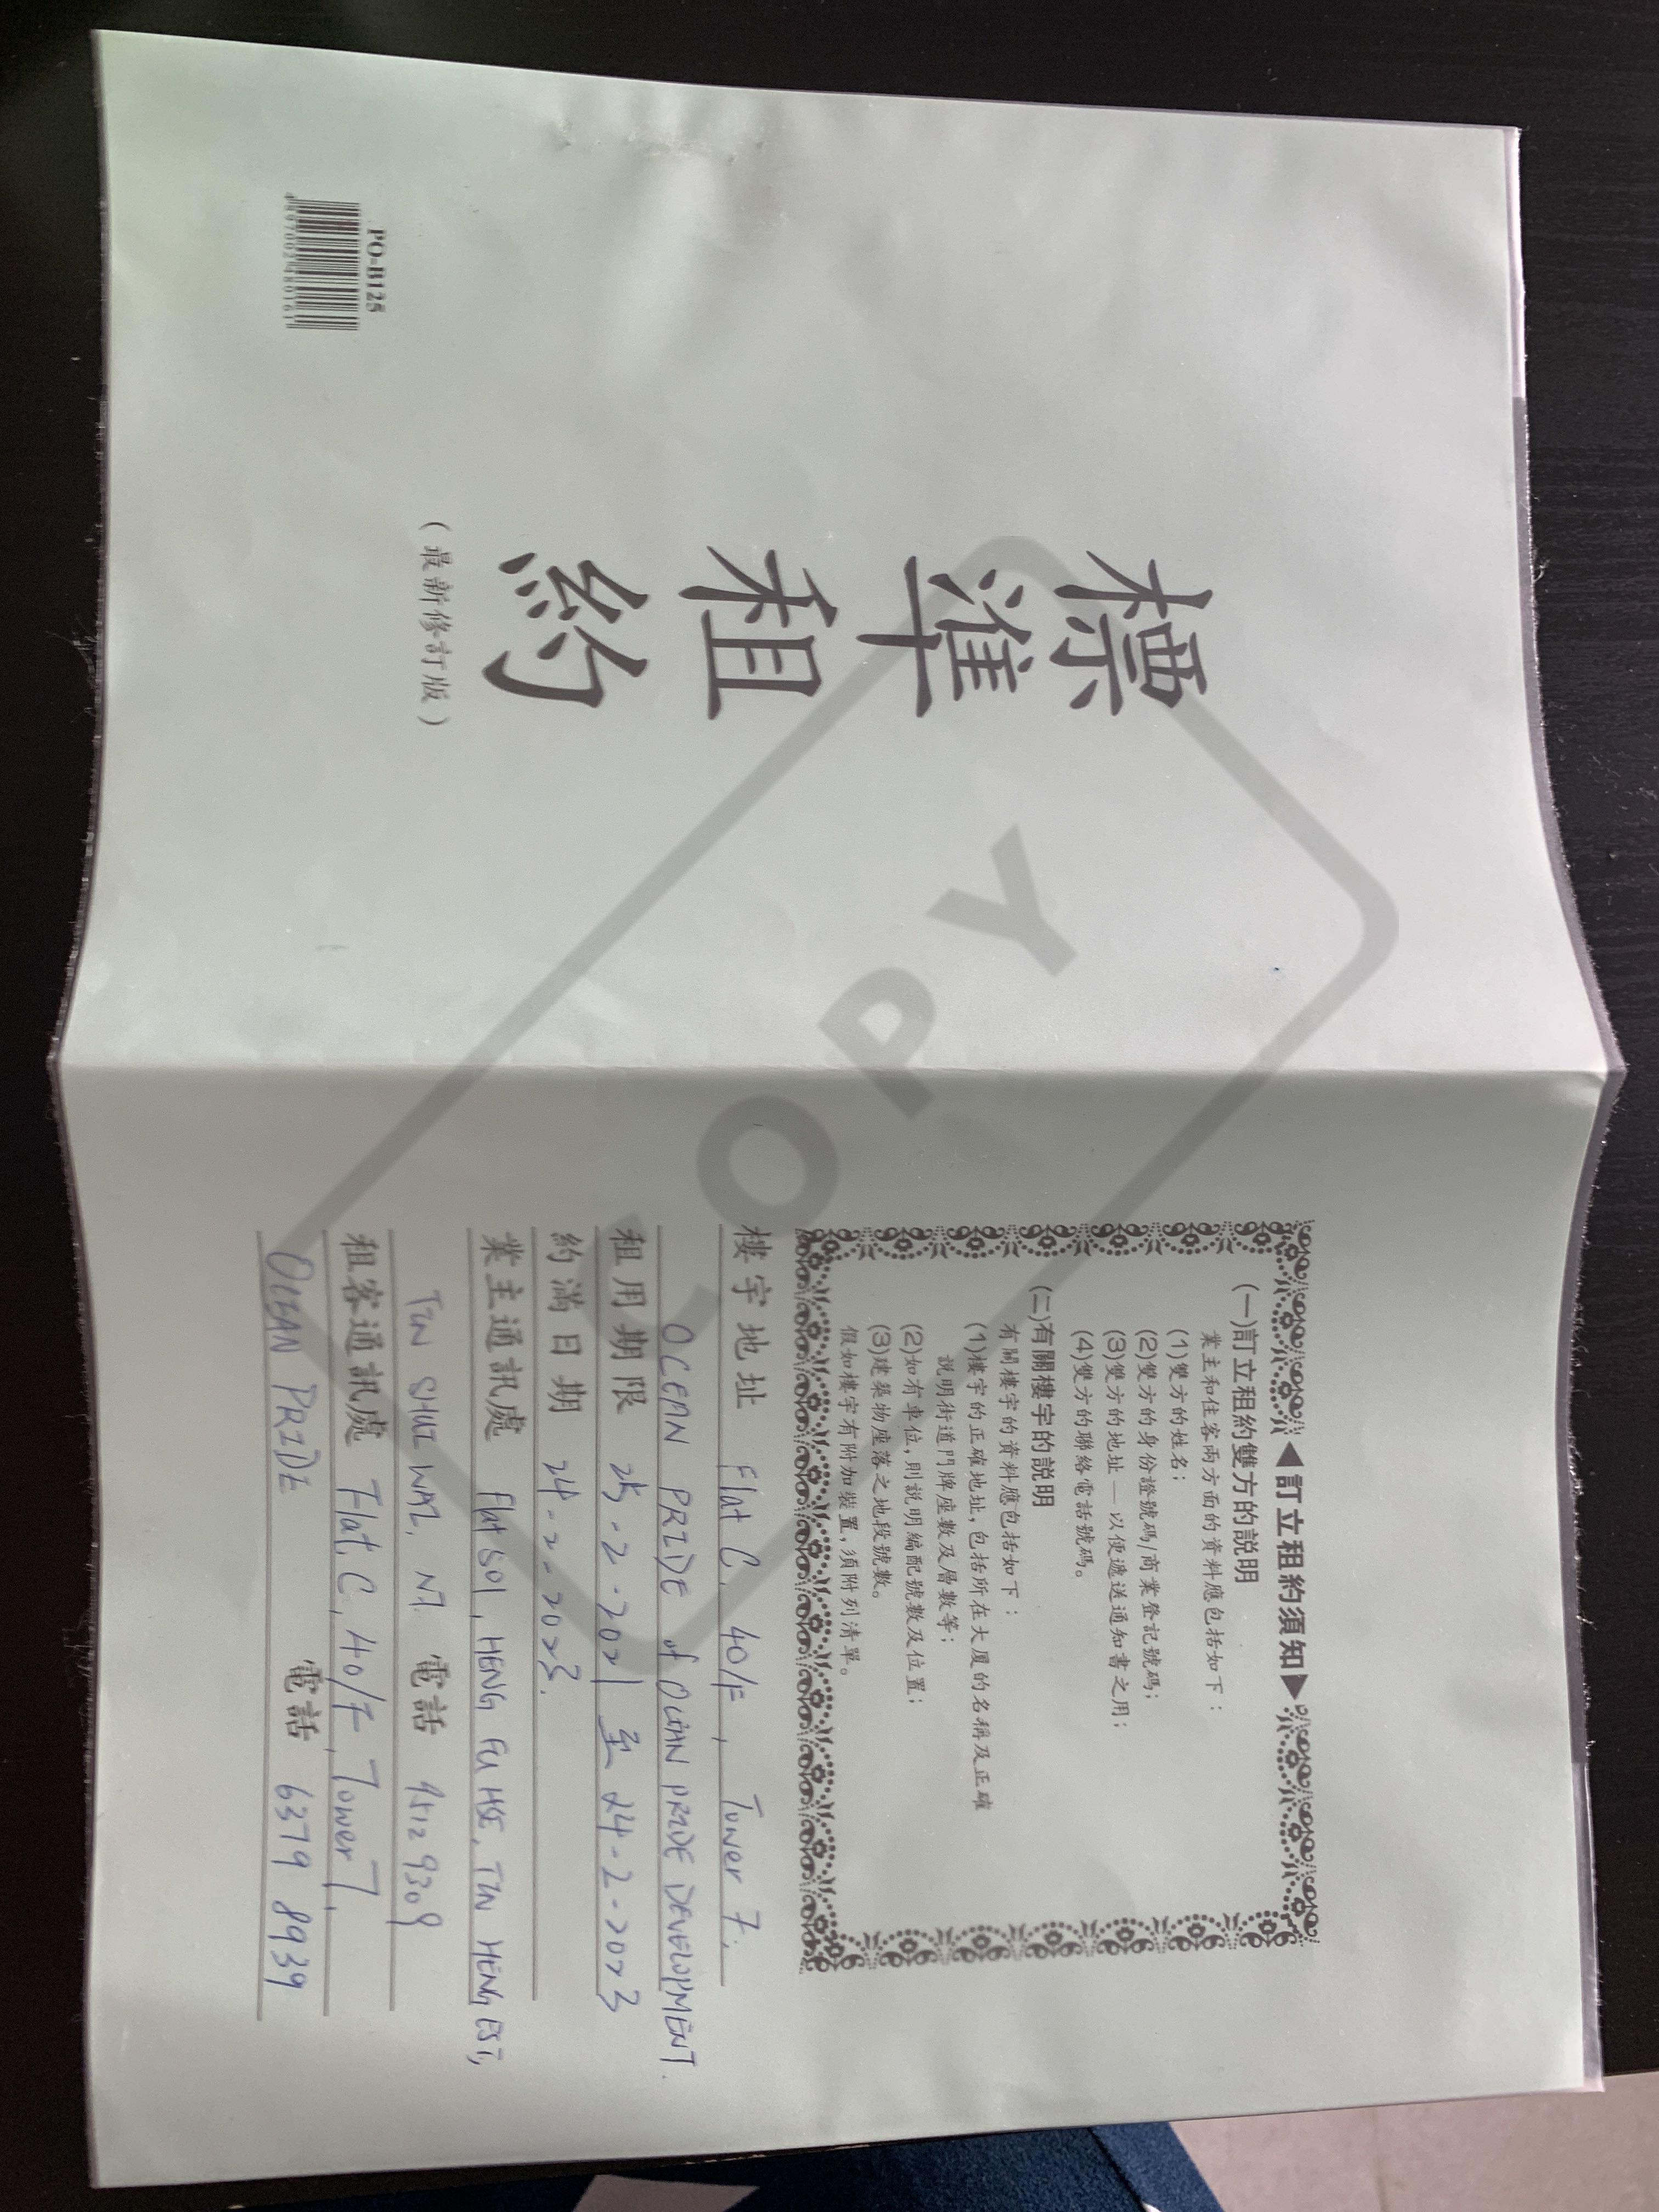 標準租約
(最新修訂版)
PO-B125
COPY
◀訂立租約須知▶
(一)訂立租約雙方的說明
業主和住客兩方面的資料應包括如下：
(1)雙方的姓名；
(2)雙方的身份證號碼/商業登記號碼；
(3)雙方的地址 — 以便遞送通知書之用；
(4)雙方的聯絡電話號碼。
(二)有關樓宇的說明
有關樓宇的資料應包括如下：
(1)樓宇的正確地址，包括所在大廈的名稱及正確
說明街道門牌座數及層數等；
(2)如有車位，則說明編配號數及位置；
(3)建築物座落之地段號數。
假如樓宇有附加裝置，須附列清單。
樓宇地址 Flat C, 40/F, Tower 7,
OCEAN PRIDE of OCEAN PRIDE DEVELOPMENT.
租用期限 25-2-2021 至 24-2-2023
約滿日期 24-2-2023.
業主通訊處 Flat 501, HENG FU HSE, TIN HENG EST,
TIN SHUI WAI, NT. 電話 9309
租客通訊處 Flat C, 40/F, Tower 7,
OCEAN PRIDE 電話 6379 8939